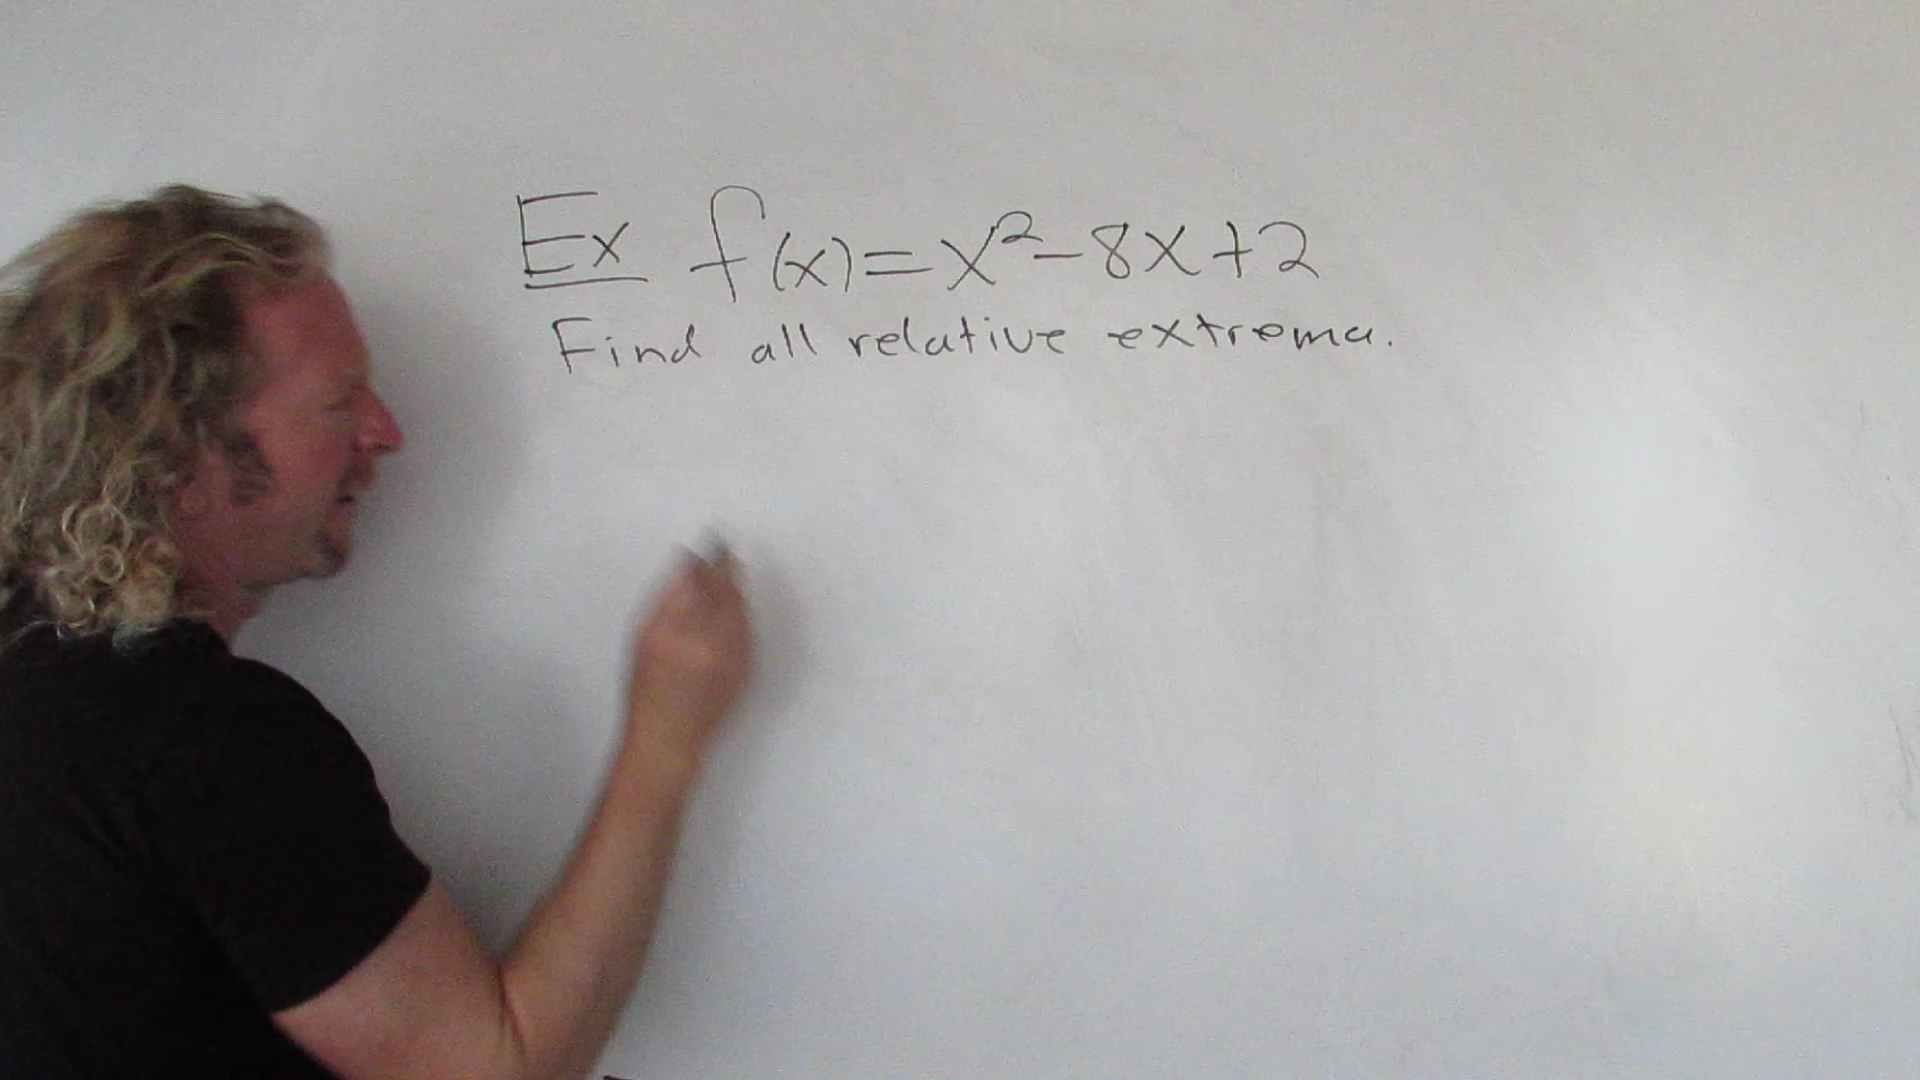 Ex f(x)=x²-8x+2
Find all relative extrema.